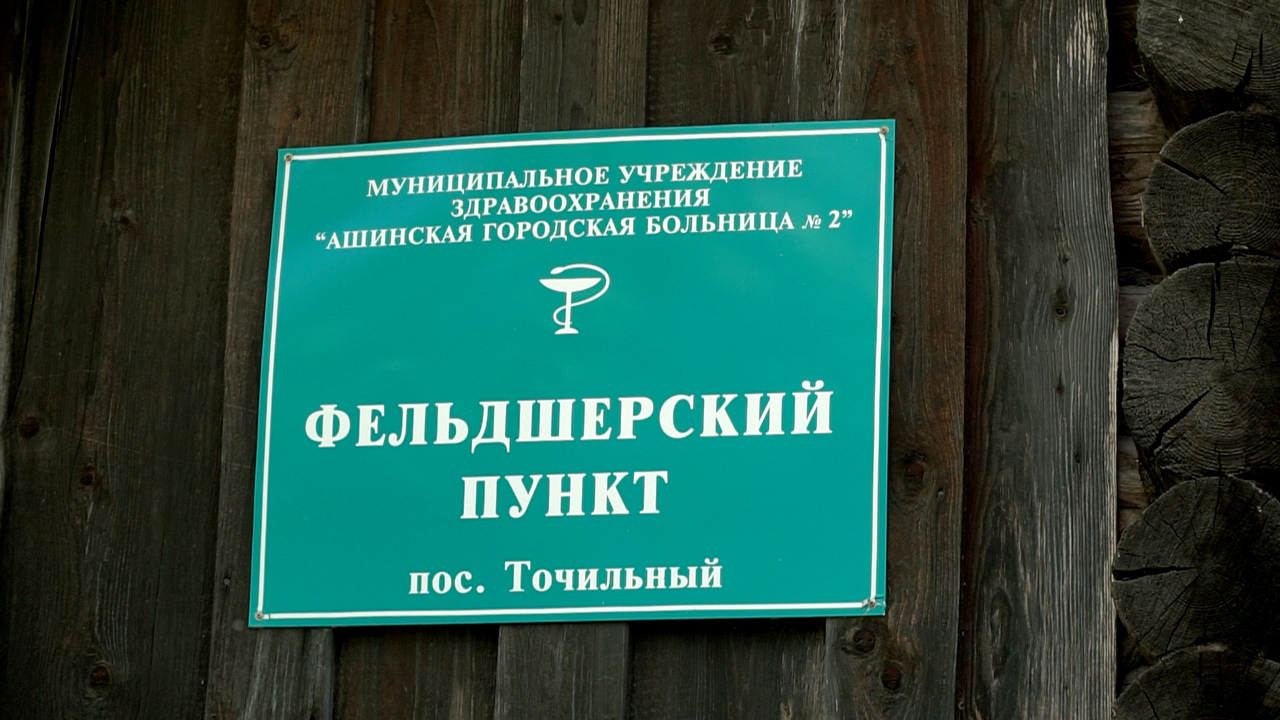 МУНИЦИПАЛЬНОЕ УЧРЕЖДЕНИЕ
ЗДРАВООХРАНЕНИЯ
“АШИНСКАЯ ГОРОДСКАЯ БОЛЬНИЦА № 2”
ФЕЛЬДШЕРСКИЙ
ПУНКТ
пос. Точильный